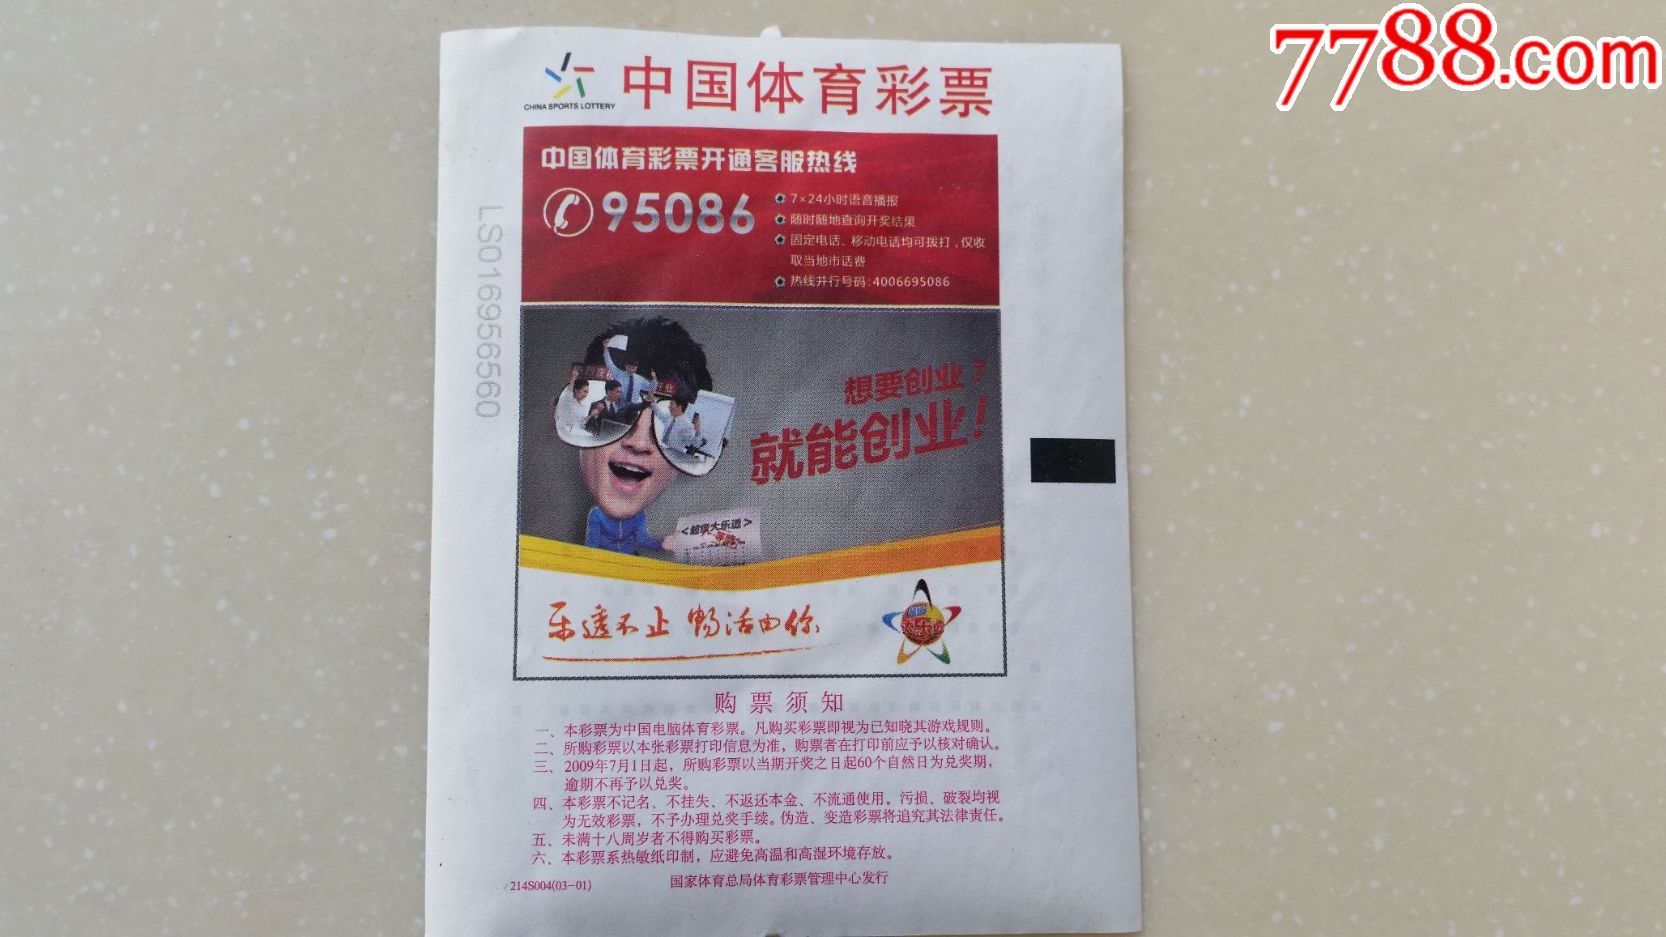 7788.com
CHINA SPORTS LOTTERY
中国体育彩票
中国体育彩票开通客服热线
95086
7×24小时语音播报
随时随地查询开奖结果
固定电话、移动电话均可拨打，仅收
取当地市话费
热线并行号码:4006695086
LS016956560
想要创业？
就能创业！
<超级大乐透>
乐透不止 畅活由你
购票须知
一、本彩票为中国电脑体育彩票。凡购买彩票即视为已知晓其游戏规则。
二、所购彩票以本张彩票打印信息为准，购票者在打印前应予以核对确认。
三、2009年7月1日起，所购彩票以当期开奖之日起60个自然日为兑奖期，
逾期不再予以兑奖。
四、本彩票不记名、不挂失、不返还本金、不流通使用。污损、破裂均视
为无效彩票，不予办理兑奖手续。伪造、变造彩票将追究其法律责任。
五、未满十八周岁者不得购买彩票。
六、本彩票系热敏纸印制，应避免高温和高湿环境存放。
214S004(03-01)
国家体育总局体育彩票管理中心发行